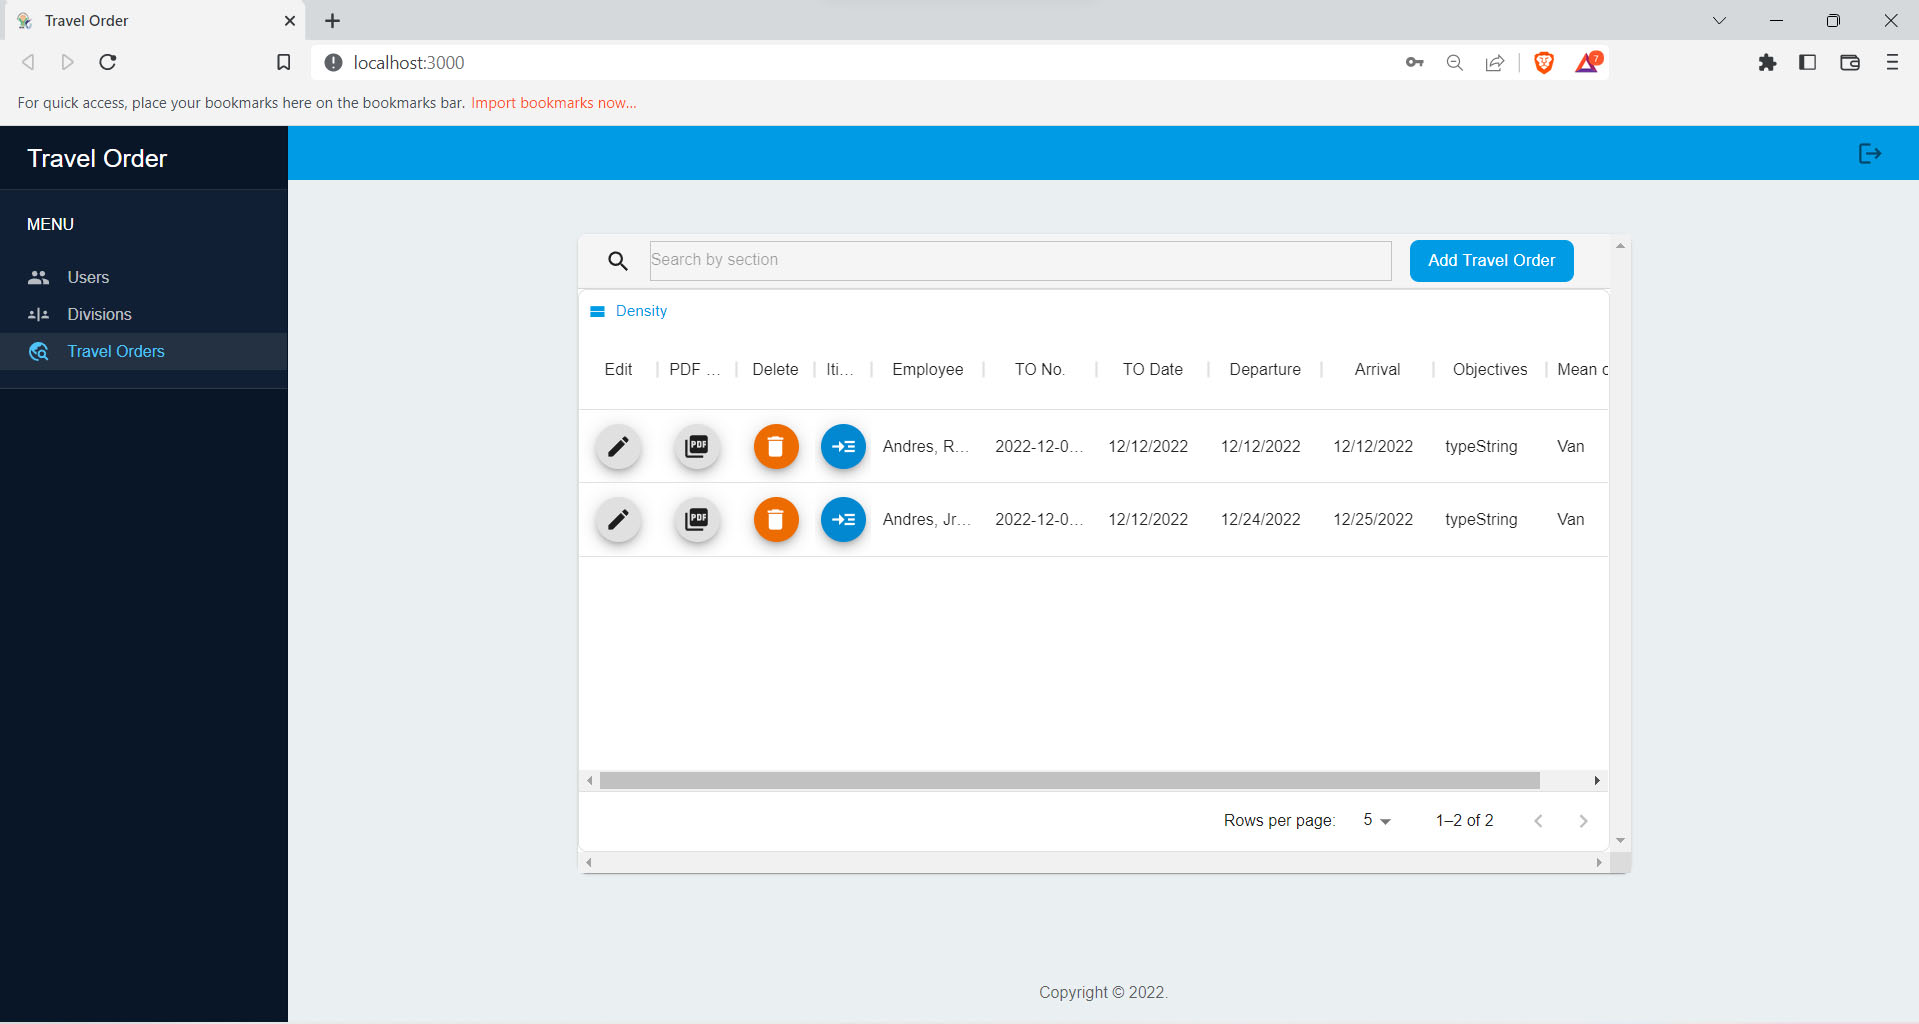 Travel Order
localhost:3000
7
For quick access, place your bookmarks here on the bookmarks bar. Import bookmarks now...
Travel Order
MENU
Users
Divisions
Travel Orders
Search by section
Add Travel Order
Density
Edit PDF ... Delete Iti... Employee TO No. TO Date Departure Arrival Objectives Mean
PDF Andres, R... 2022-12-0... 12/12/2022 12/12/2022 12/12/2022 typeString Van
PDF Andres, Jr... 2022-12-0... 12/12/2022 12/24/2022 12/25/2022 typeString Van
Rows per page: 5 1–2 of 2
Copyright © 2022.